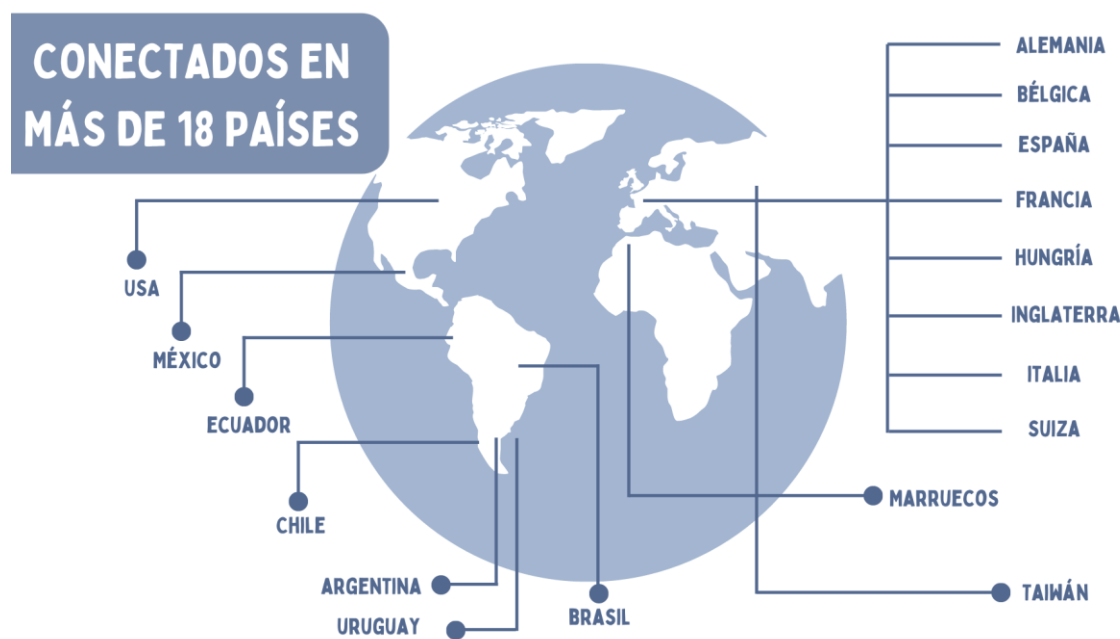 CONECTADOS EN
MÁS DE 18 PAÍSES
USA
MÉXICO
ECUADOR
CHILE
ARGENTINA
URUGUAY
BRASIL
ALEMANIA
BÉLGICA
ESPAÑA
FRANCIA
HUNGRÍA
INGLATERRA
ITALIA
SUIZA
MARRUECOS
TAIWÁN